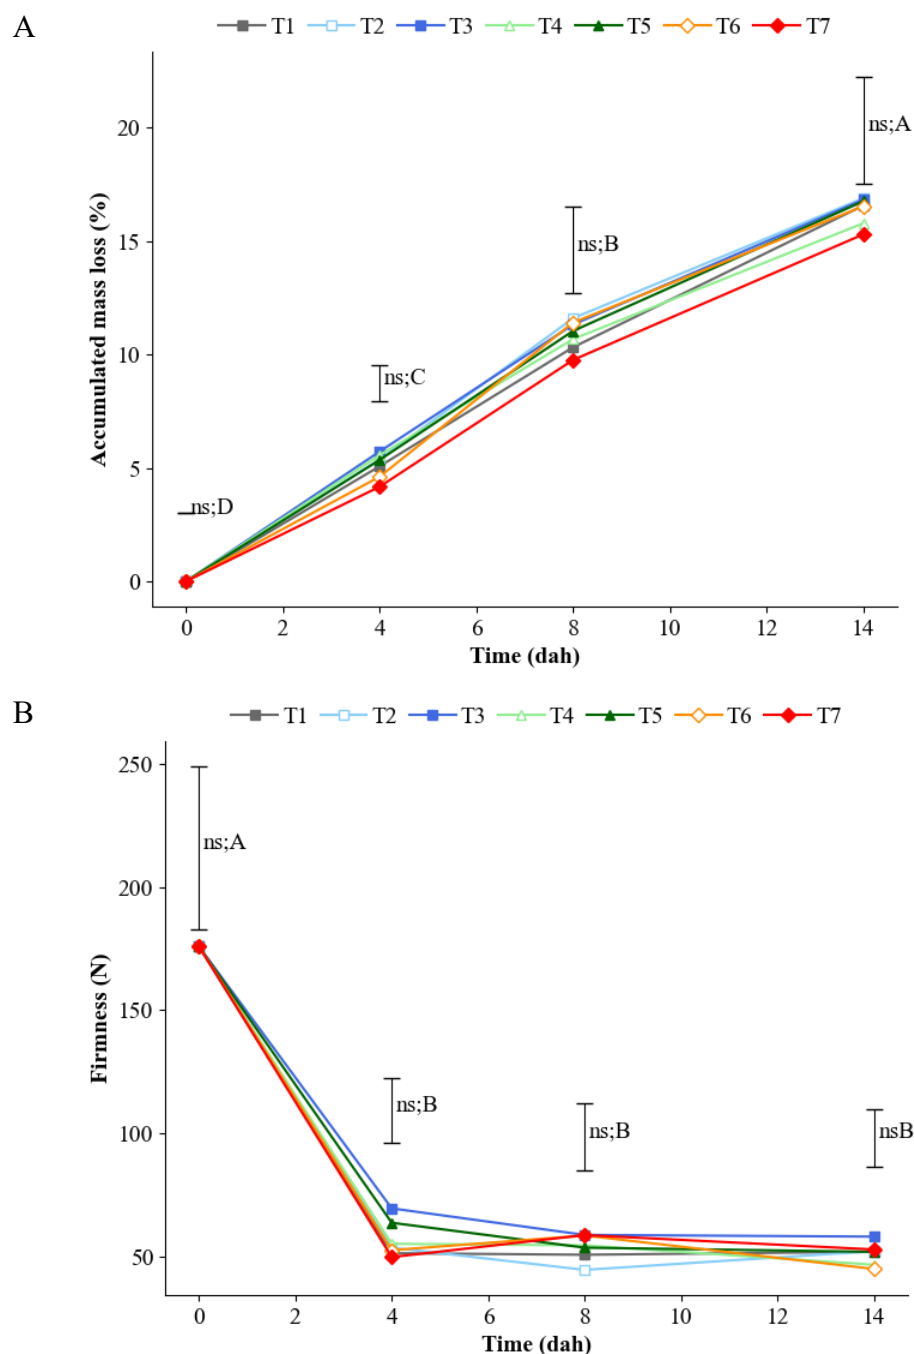 A
T1 T2 T3 T4 T5 T6 T7
20
15
10
5
0
Accumulated mass loss (%)
ns;D
ns;C
ns;B
ns;A
0 2 4 6 8 10 12 14
Time (dah)
B
T1 T2 T3 T4 T5 T6 T7
250
200
150
100
50
Firmness (N)
ns;A
ns;B
ns;B
nsB
0 2 4 6 8 10 12 14
Time (dah)